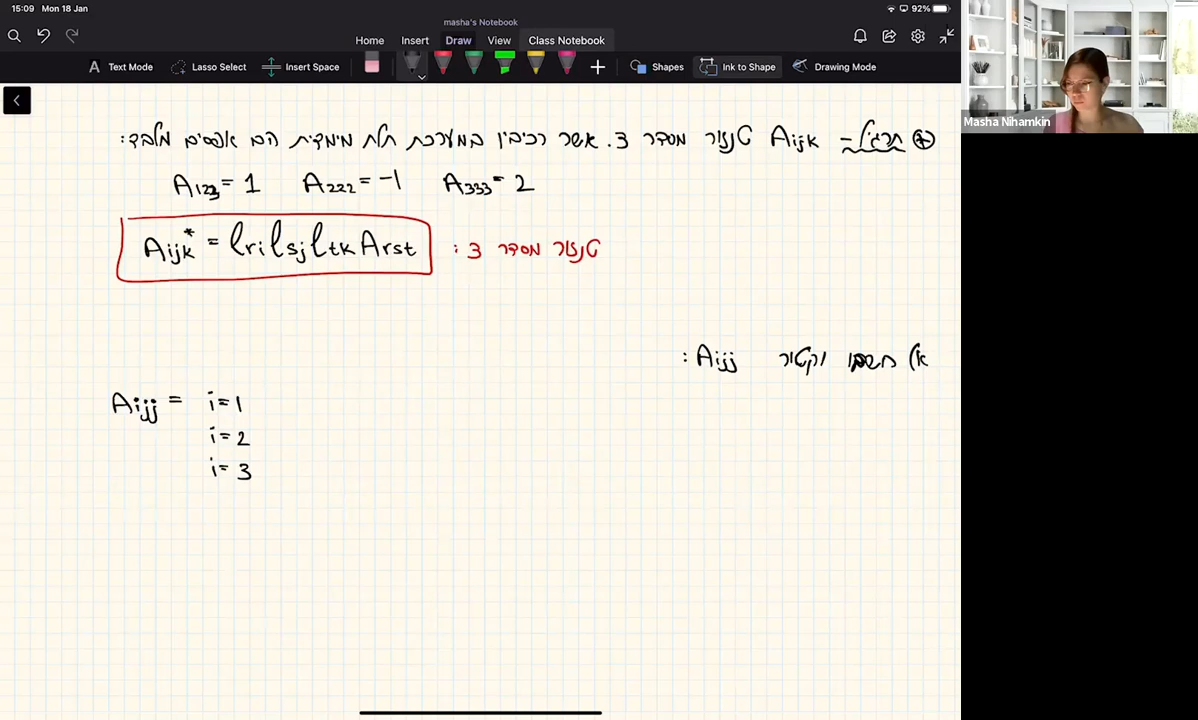 15:09 Mon 18 Jan
masha's Notebook
92%
Home Insert Draw View Class Notebook
Text Mode Lasso Select Insert Space Shapes Ink to Shape Drawing Mode
Masha Nihamkin
תרגיל- Aijk טנזור מסדר 3. אשר רכיביו במערכת תלת מימדית הם אפסים מלבד:
A123 = 1 A222 = -1 A333 = 2
טנזור מסדר 3:
Aijk* = lri lsj ltk Arst
א) חשבו וקטור Aijj:
Aijj = i=1
i=2
i=3